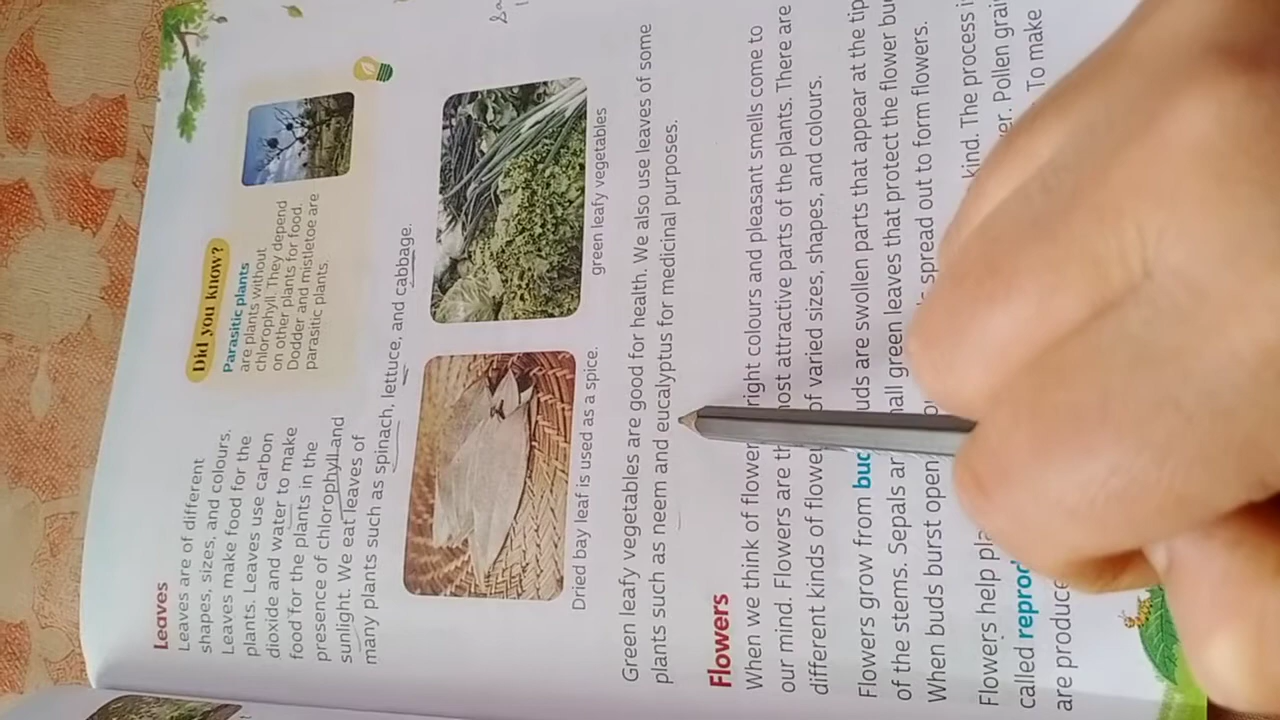 Leaves
Leaves are of different
shapes, sizes, and colours.
Leaves make food for the
plants. Leaves use carbon
dioxide and water to make
food for the plants in the
presence of chlorophyll and
sunlight. We eat leaves of
many plants such as spinach, lettuce, and cabbage.
Did you know?
Parasitic plants
are plants without
chlorophyll. They depend
on other plants for food.
Dodder and mistletoe are
parasitic plants.
Dried bay leaf is used as a spice.
green leafy vegetables
Green leafy vegetables are good for health. We also use leaves of some
plants such as neem and eucalyptus for medicinal purposes.
Flowers
When we think of flower right colours and pleasant smells come to
our mind. Flowers are th ost attractive parts of the plants. There are
different kinds of flower of varied sizes, shapes, and colours.
Flowers grow from buc uds are swollen parts that appear at the tip
of the stems. Sepals ar all green leaves that protect the flower bu
When buds burst open, spread out to form flowers.
Flowers help pla kind. The process i
called reprod er. Pollen grai
are produce To make